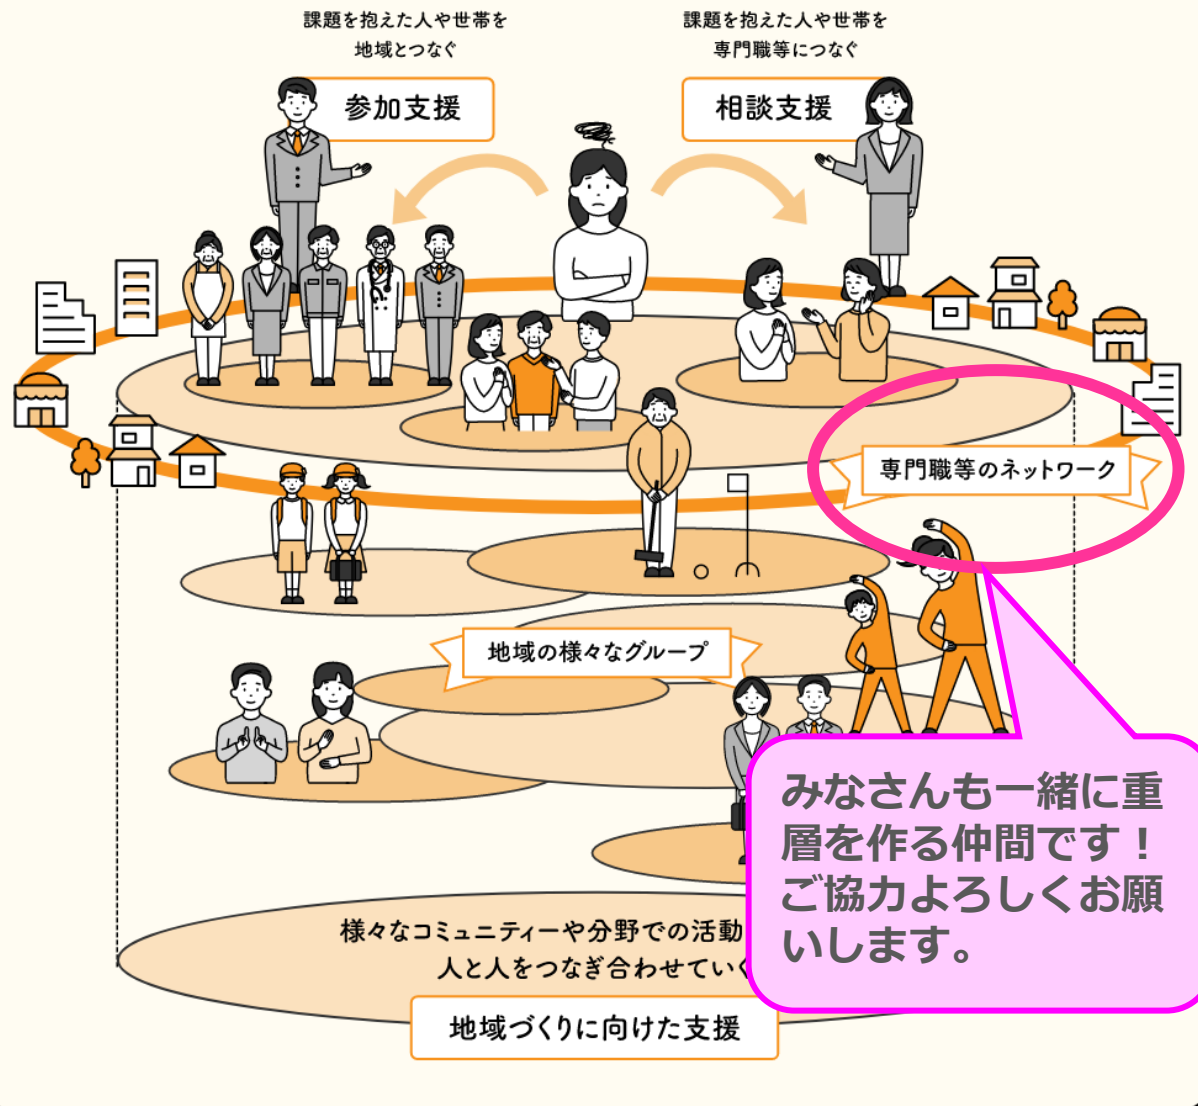 課題を抱えた人や世帯を
地域とつなぐ
参加支援
課題を抱えた人や世帯を
専門職等につなぐ
相談支援
専門職等のネットワーク
地域の様々なグループ
みなさんも一緒に重
層を作る仲間です！
ご協力よろしくお願
いします。
様々なコミュニティーや分野での活動
人と人をつなぎ合わせてい
地域づくりに向けた支援